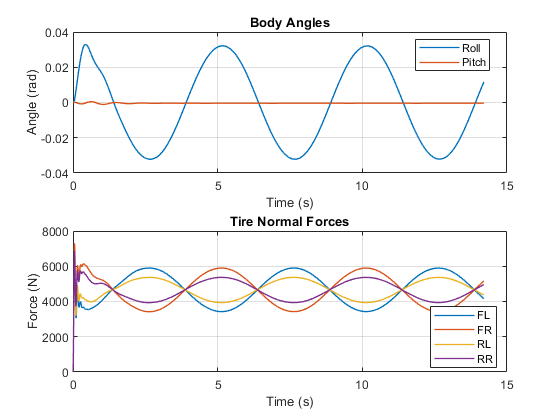 Body Angles
Angle (rad)
0.04
0.02
0
-0.02
-0.04
0
5
10
15
Time (s)
Roll
Pitch
Tire Normal Forces
Force (N)
8000
6000
4000
2000
0
0
5
10
15
Time (s)
FL
FR
RL
RR